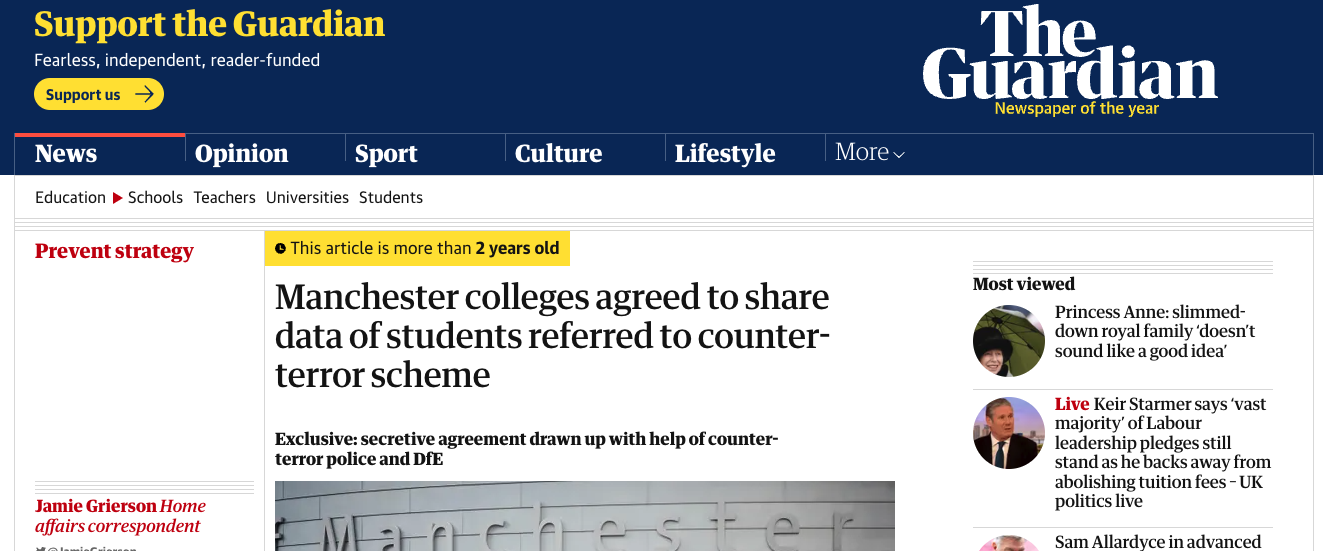 Support the Guardian
Fearless, independent, reader-funded
Support us
The
Guardian
Newspaper of the year
News
Opinion
Sport
Culture
Lifestyle
More
Education
Schools
Teachers
Universities
Students
Prevent strategy
This article is more than 2 years old
Manchester colleges agreed to share
data of students referred to counter-
terror scheme
Exclusive: secretive agreement drawn up with help of counter-
terror police and DfE
Jamie Grierson Home
affairs correspondent
@JamieGrierson
Manchester
Most viewed
Princess Anne: slimmed-
down royal family ‘doesn’t
sound like a good idea’
Live Keir Starmer says ‘vast
majority’ of Labour
leadership pledges still
stand as he backs away from
abolishing tuition fees – UK
politics live
Sam Allardyce in advanced